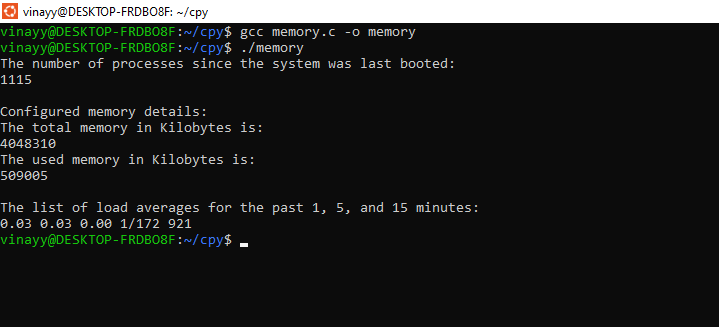 vinayy@DESKTOP-FRDBO8F: ~/cpy
vinayy@DESKTOP-FRDBO8F:~/cpy$ gcc memory.c -o memory
vinayy@DESKTOP-FRDBO8F:~/cpy$ ./memory
The number of processes since the system was last booted:
1115
Configured memory details:
The total memory in Kilobytes is:
4048310
The used memory in Kilobytes is:
509005
The list of load averages for the past 1, 5, and 15 minutes:
0.03 0.03 0.00 1/172 921
vinayy@DESKTOP-FRDBO8F:~/cpy$